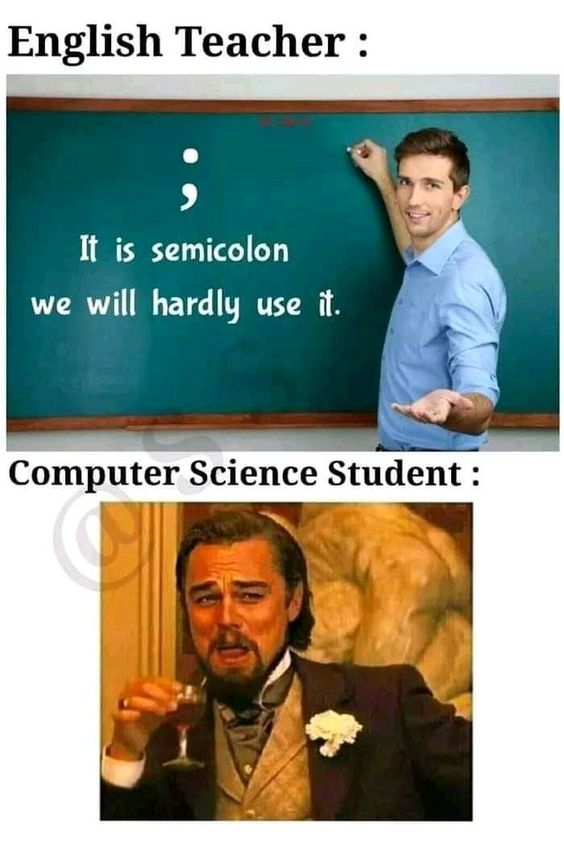 English Teacher :
;
It is semicolon
we will hardly use it.
Computer Science Student :